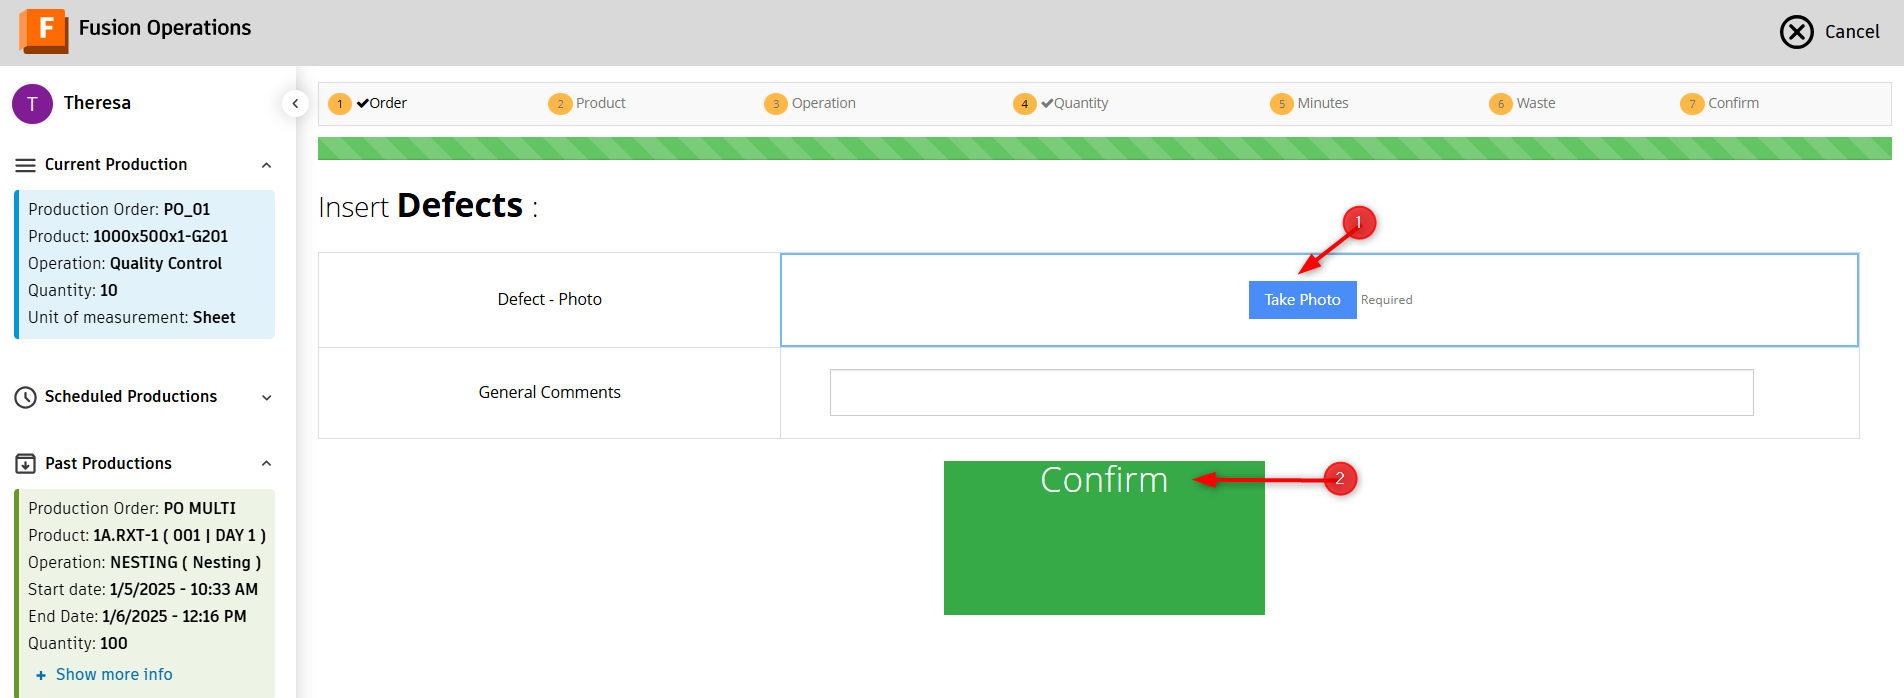 F Fusion Operations
Cancel
T Theresa
1 Order 2 Product 3 Operation 4 Quantity 5 Minutes 6 Waste 7 Confirm
Current Production
Production Order: PO_01
Product: 1000x500x1-G201
Operation: Quality Control
Quantity: 10
Unit of measurement: Sheet
Scheduled Productions
Past Productions
Production Order: PO MULTI
Product: 1A.RXT-1 ( 001 | DAY 1 )
Operation: NESTING ( Nesting )
Start date: 1/5/2025 - 10:33 AM
End Date: 1/6/2025 - 12:16 PM
Quantity: 100
+ Show more info
Insert Defects :
1
Defect - Photo
Take Photo Required
General Comments
Confirm
2